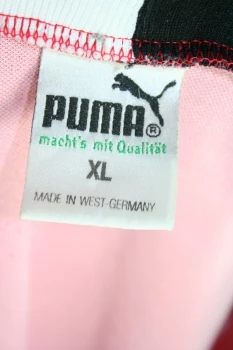 PUMA®
macht's mit Qualität
XL
MADE IN WEST-GERMANY